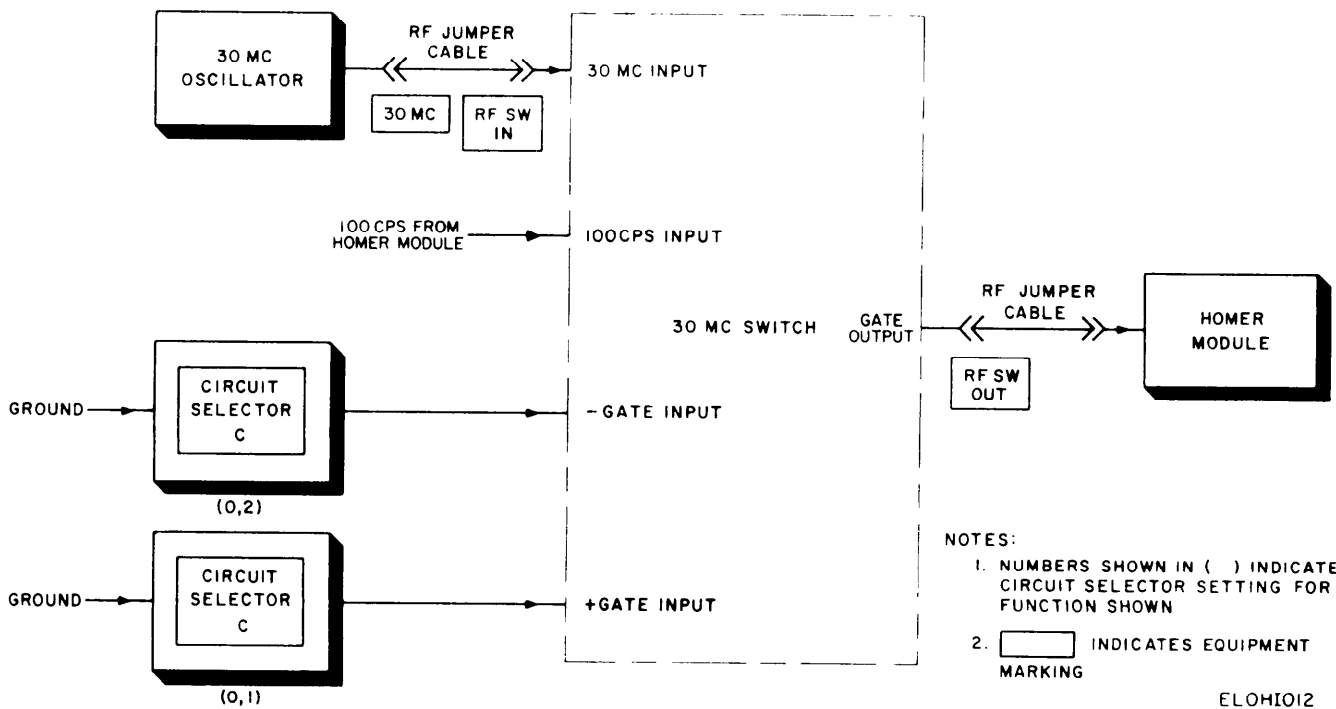 30 MC
OSCILLATOR
RF JUMPER
CABLE
30 MC
RF SW
IN
30 MC INPUT
100 CPS FROM
HOMER MODULE
100CPS INPUT
30 MC SWITCH
GATE
OUTPUT
RF JUMPER
CABLE
RF SW
OUT
HOMER
MODULE
GROUND
CIRCUIT
SELECTOR
C
(0,2)
-GATE INPUT
GROUND
CIRCUIT
SELECTOR
C
(0,1)
+GATE INPUT
NOTES:
1. NUMBERS SHOWN IN ( ) INDICATE
CIRCUIT SELECTOR SETTING FOR
FUNCTION SHOWN
2. INDICATES EQUIPMENT
MARKING
ELOHI012